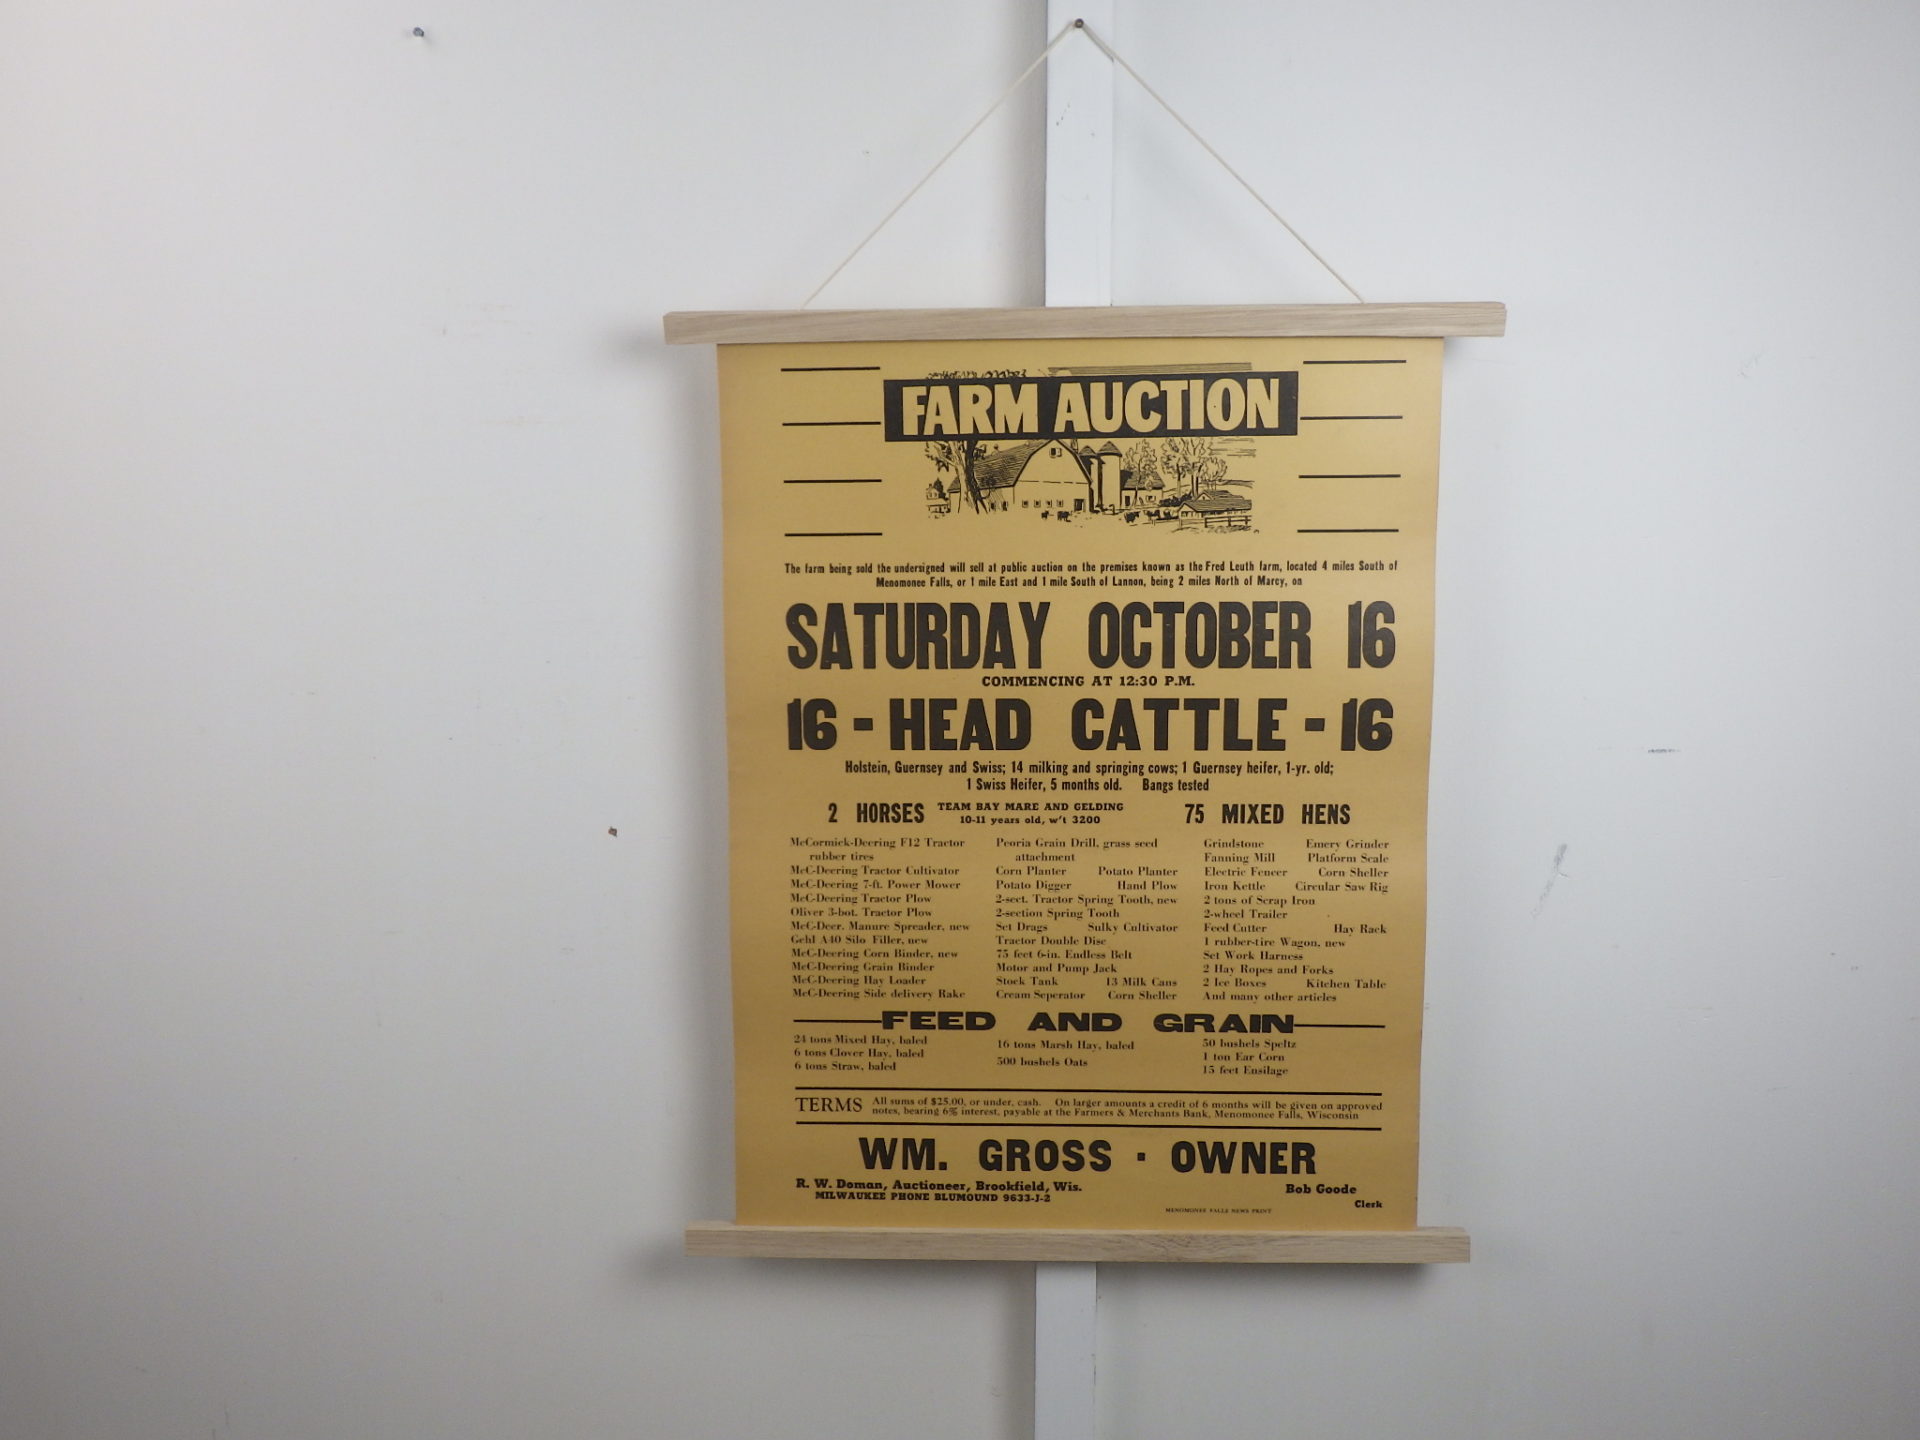 FARM AUCTION
The farm being sold the undersigned will sell at public auction on the premises known as the Fred Leuth farm, located 4 miles South of
Menomonee Falls, or 1 mile East and 1 mile South of Lannon, being 2 miles North of Marcy, on
SATURDAY OCTOBER 16
COMMENCING AT 12:30 P.M.
16 - HEAD CATTLE - 16
Holstein, Guernsey and Swiss; 14 milking and springing cows; 1 Guernsey heifer, 1-yr. old;
1 Swiss Heifer, 5 months old. Bangs tested
2 HORSES
TEAM BAY MARE AND GELDING
10-11 years old, w't 3200
75 MIXED HENS
McCormick-Deering F12 Tractor
rubber tires
McC-Deering Tractor Cultivator
McC-Deering 7-ft. Power Mower
McC-Deering Tractor Plow
Oliver 3-bot. Tractor Plow
McC-Deer. Manure Spreader, new
Gehl A40 Silo Filler, new
McC-Deering Corn Binder, new
McC-Deering Grain Binder
McC-Deering Hay Loader
McC-Deering Side delivery Rake
Peoria Grain Drill, grass seed
attachment
Corn Planter Potato Planter
Potato Digger Hand Plow
2-sect. Tractor Spring Tooth, new
2-section Spring Tooth
Set Drags Sulky Cultivator
Tractor Double Disc
75 feet 6-in. Endless Belt
Motor and Pump Jack
Stock Tank 13 Milk Cans
Cream Seperator Corn Sheller
Grindstone Emery Grinder
Fanning Mill Platform Scale
Electric Fencer Corn Sheller
Iron Kettle Circular Saw Rig
2 tons of Scrap Iron
2-wheel Trailer
Feed Cutter Hay Rack
1 rubber-tire Wagon, new
Set Work Harness
2 Hay Ropes and Forks
2 Ice Boxes Kitchen Table
And many other articles
FEED AND GRAIN
24 tons Mixed Hay, baled
6 tons Clover Hay, baled
6 tons Straw, baled
16 tons Marsh Hay, baled
500 bushels Oats
50 bushels Speltz
1 ton Ear Corn
15 feet Ensilage
TERMS
All sums of $25.00, or under, cash. On larger amounts a credit of 6 months will be given on approved
notes, bearing 6% interest, payable at the Farmers & Merchants Bank, Menomonee Falls, Wisconsin
WM. GROSS · OWNER
R. W. Doman, Auctioneer, Brookfield, Wis.
MILWAUKEE PHONE BLUMOUND 9633-J-2
Bob Goode
Clerk
MENOMONEE FALLS NEWS PRINT